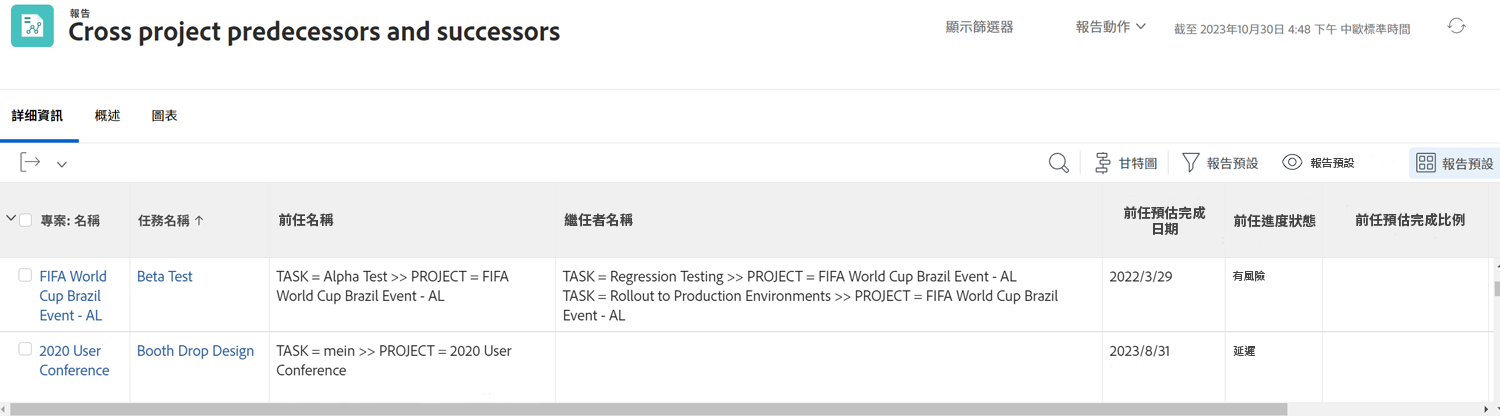 報告
Cross project predecessors and successors
顯示篩選器
報告動作
截至 2023年10月30日 4:48 下午 中歐標準時間
詳細資訊
概述
圖表
甘特圖
報告預設
報告預設
報告預設
專案: 名稱
任務名稱 ↑
前任名稱
繼任者名稱
前任預估完成
日期
前任進度狀態
前任預估完成比例
FIFA World
Cup Brazil
Event - AL
Beta Test
TASK = Alpha Test >> PROJECT = FIFA
World Cup Brazil Event - AL
TASK = Regression Testing >> PROJECT = FIFA World Cup Brazil Event - AL
TASK = Rollout to Production Environments >> PROJECT = FIFA World Cup Brazil
Event - AL
2022/3/29
有風險
2020 User
Conference
Booth Drop Design
TASK = mein >> PROJECT = 2020 User
Conference
2023/8/31
延遲